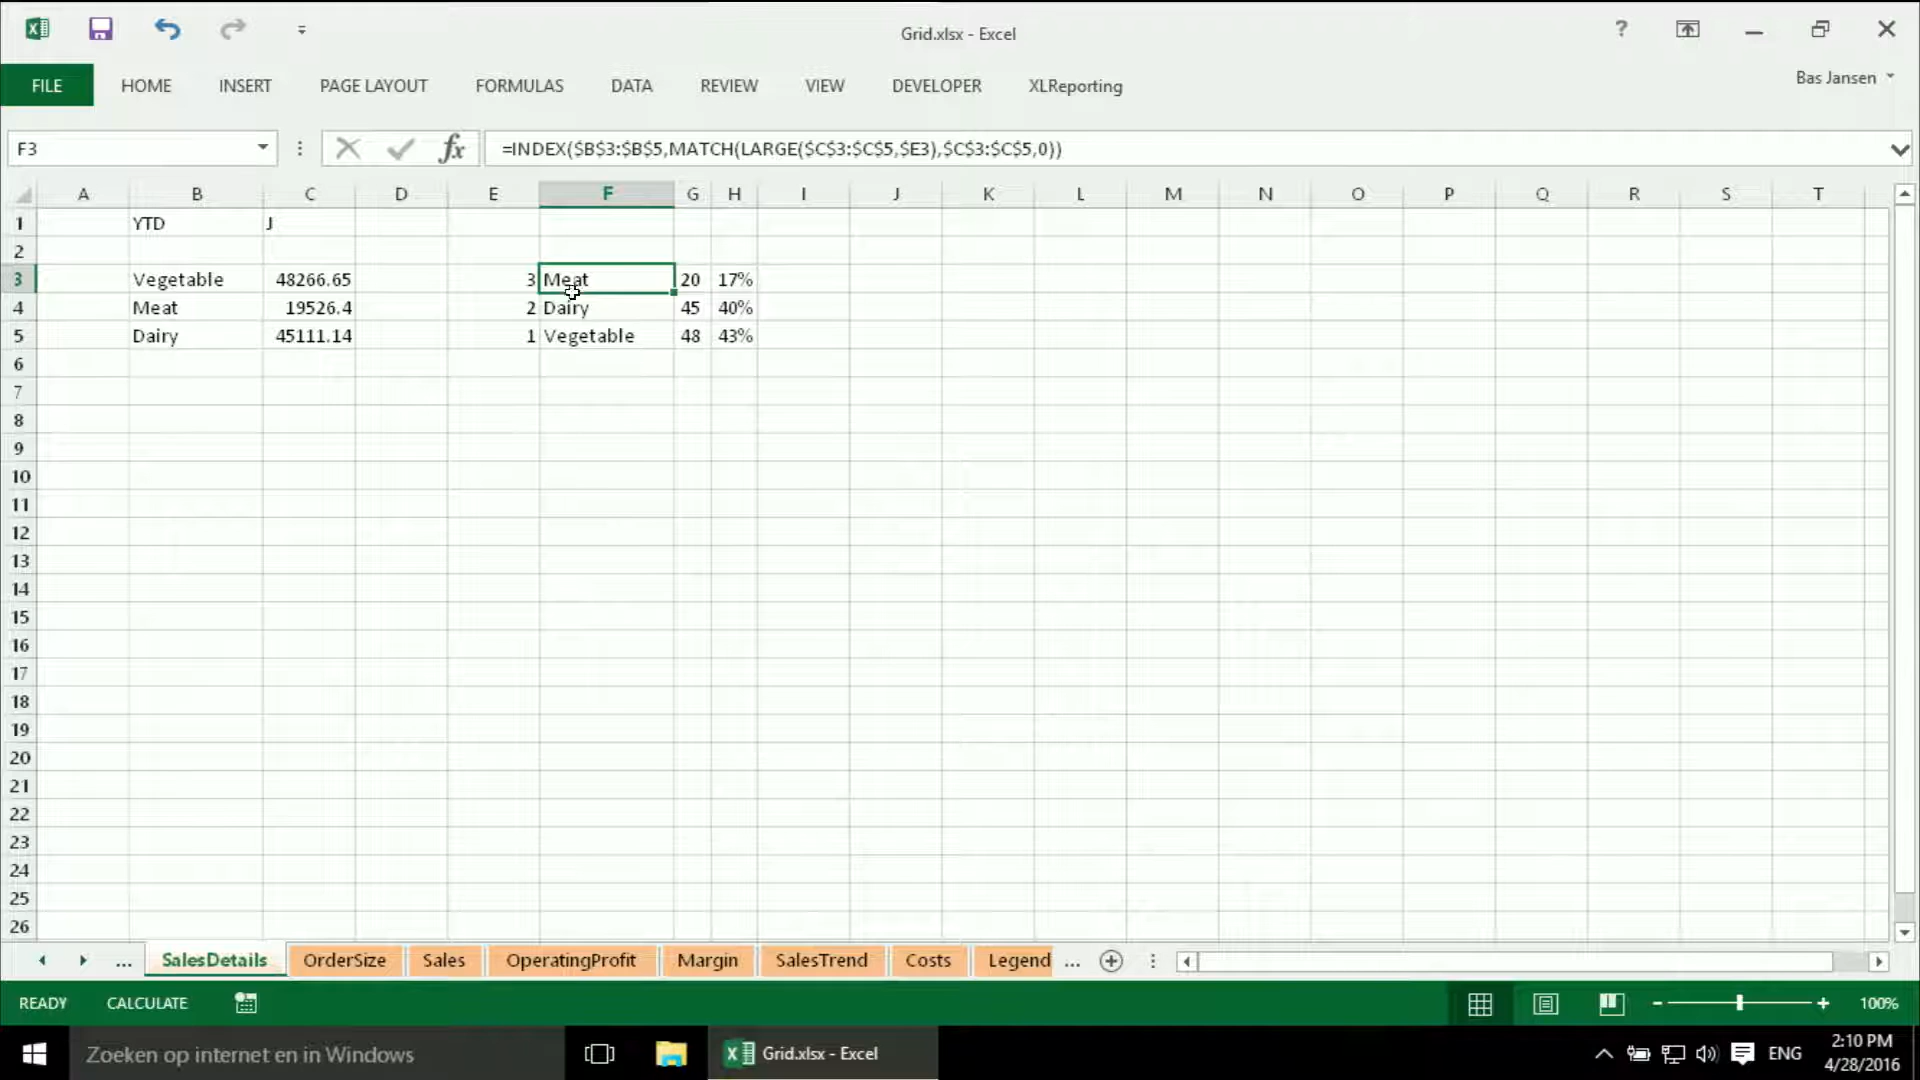 Grid.xlsx - Excel
?
FILE HOME INSERT PAGE LAYOUT FORMULAS DATA REVIEW VIEW DEVELOPER XLReporting Bas Jansen
F3 fx =INDEX($B$3:$B$5,MATCH(LARGE($C$3:$C$5,$E3),$C$3:$C$5,0))
A B C D E F G H I J K L M N O P Q R S T
1 YTD J
2
3 Vegetable 48266.65 3 Meat 20 17%
4 Meat 19526.4 2 Dairy 45 40%
5 Dairy 45111.14 1 Vegetable 48 43%
6
7
8
9
10
11
12
13
14
15
16
17
18
19
20
21
22
23
24
25
26
... SalesDetails OrderSize Sales OperatingProfit Margin SalesTrend Costs Legend ...
READY CALCULATE 100%
Zoeken op internet en in Windows Grid.xlsx - Excel ENG 2:10 PM
4/28/2016